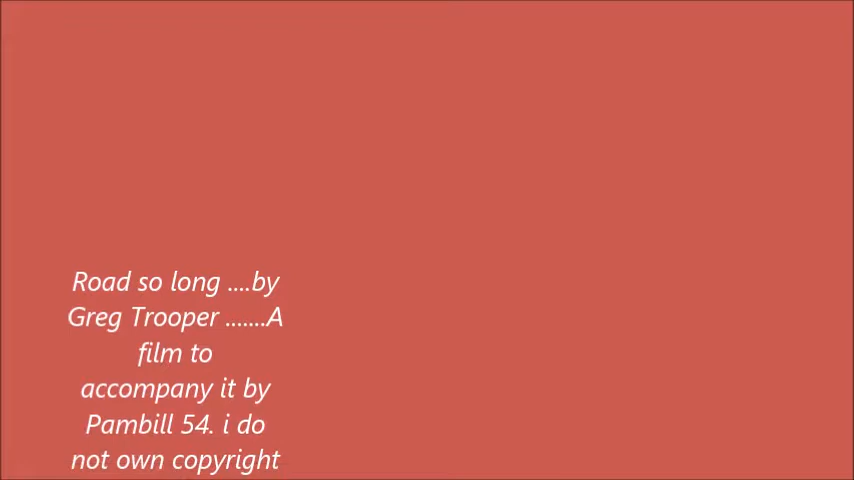 Road so long ....by
Greg Trooper .......A
film to
accompany it by
Pambill 54. i do
not own copyright